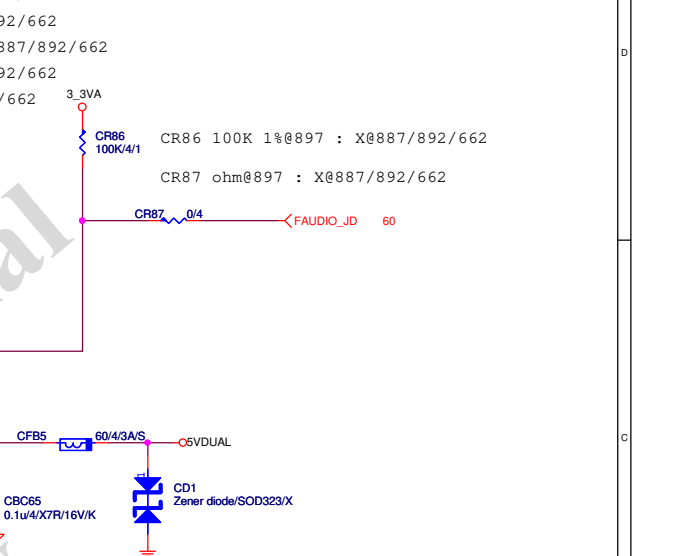 92/662
887/892/662
D
92/662
/662
3_3VA
CR86
100K/4/1
CR86 100K 1%@897 : X@887/892/662
CR87 ohm@897 : X@887/892/662
CR87 0/4
FAUDIO_JD 60
al
CFB5 60/4/3A/S
5VDUAL
C
1
CD1
Zener diode/SOD323/X
CBC65
0.1u/4/X7R/16V/K